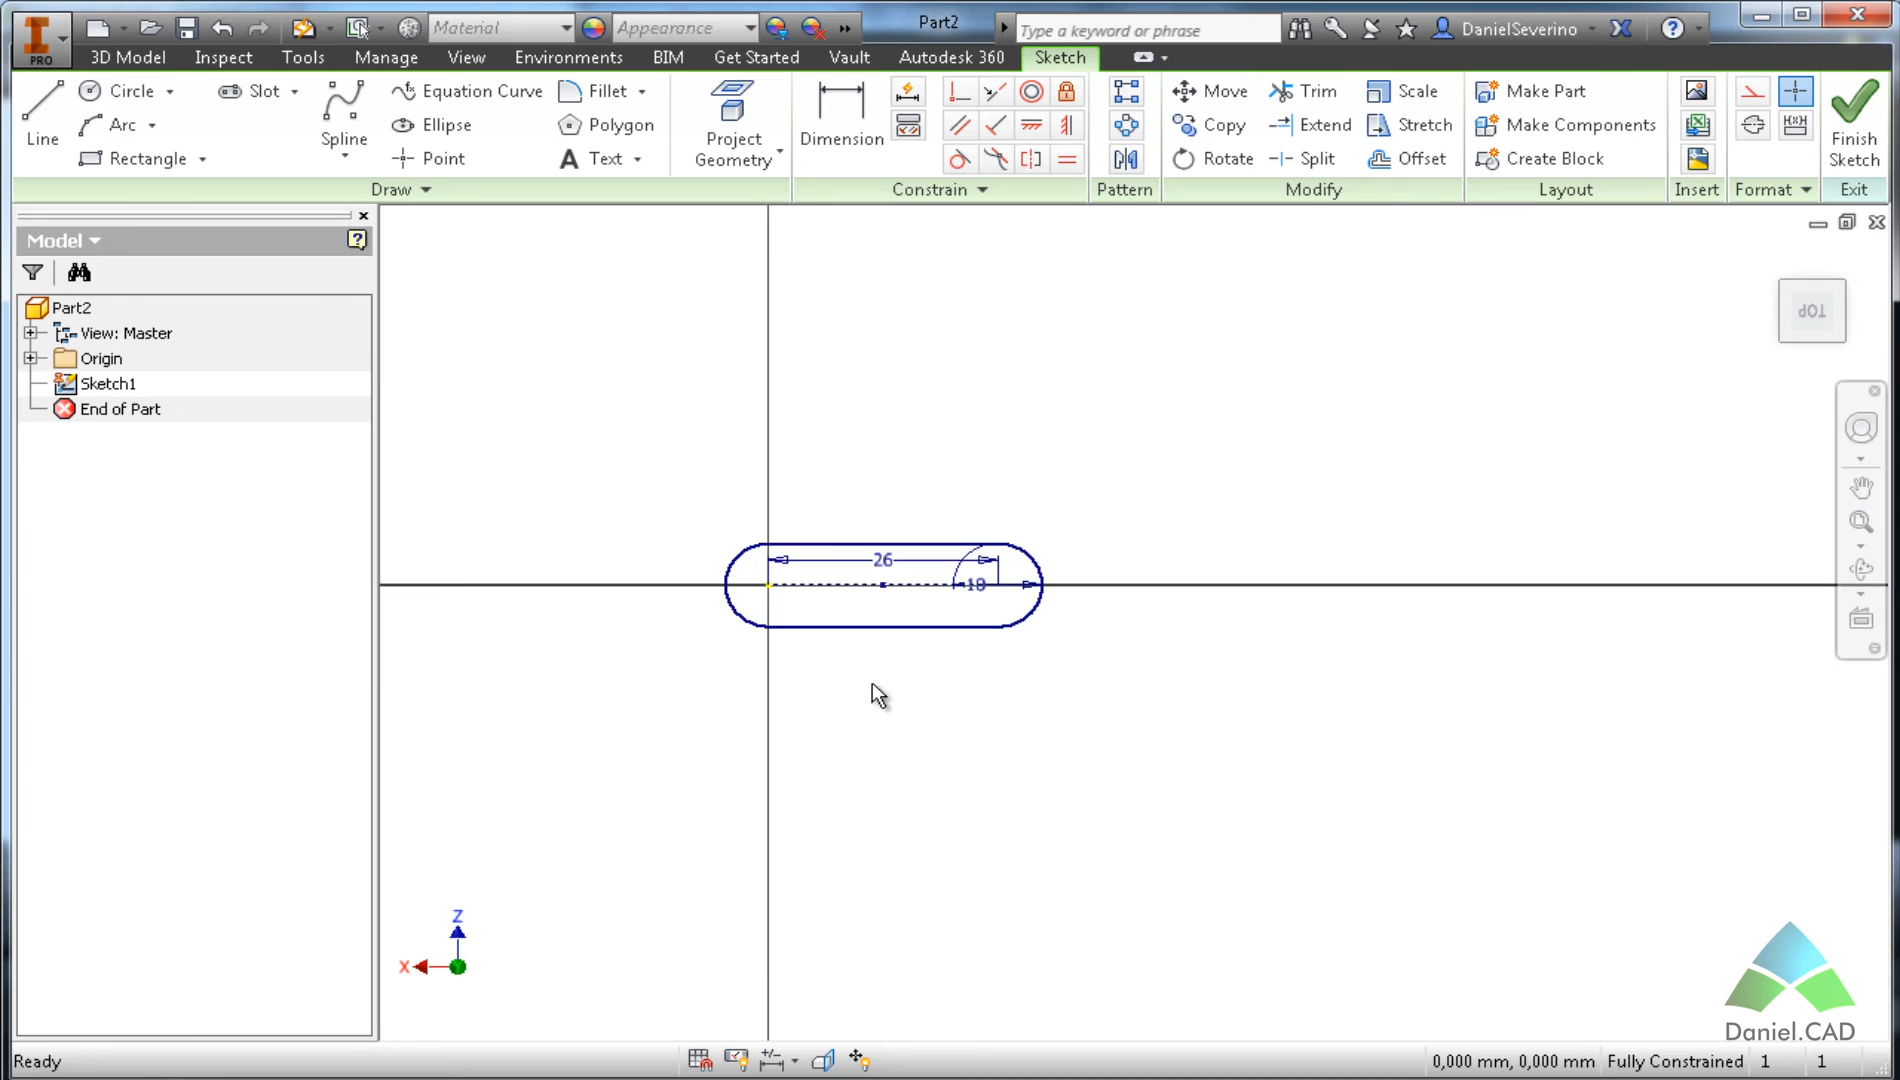 Material
Appearance
Part2
Type a keyword or phrase
DanielSeverino
PRO
3D Model
Inspect
Tools
Manage
View
Environments
BIM
Get Started
Vault
Autodesk 360
Sketch
Line
Circle
Arc
Rectangle
Slot
Spline
Equation Curve
Ellipse
Point
Fillet
Polygon
Text
Project
Geometry
Dimension
Move
Copy
Rotate
Trim
Extend
Split
Scale
Stretch
Offset
Make Part
Make Components
Create Block
Finish
Sketch
Draw
Constrain
Pattern
Modify
Layout
Insert
Format
Exit
Model
Part2
View: Master
Origin
Sketch1
End of Part
TOP
26
Z
X
Daniel.CAD
Ready
0,000 mm, 0,000 mm
Fully Constrained
1
1